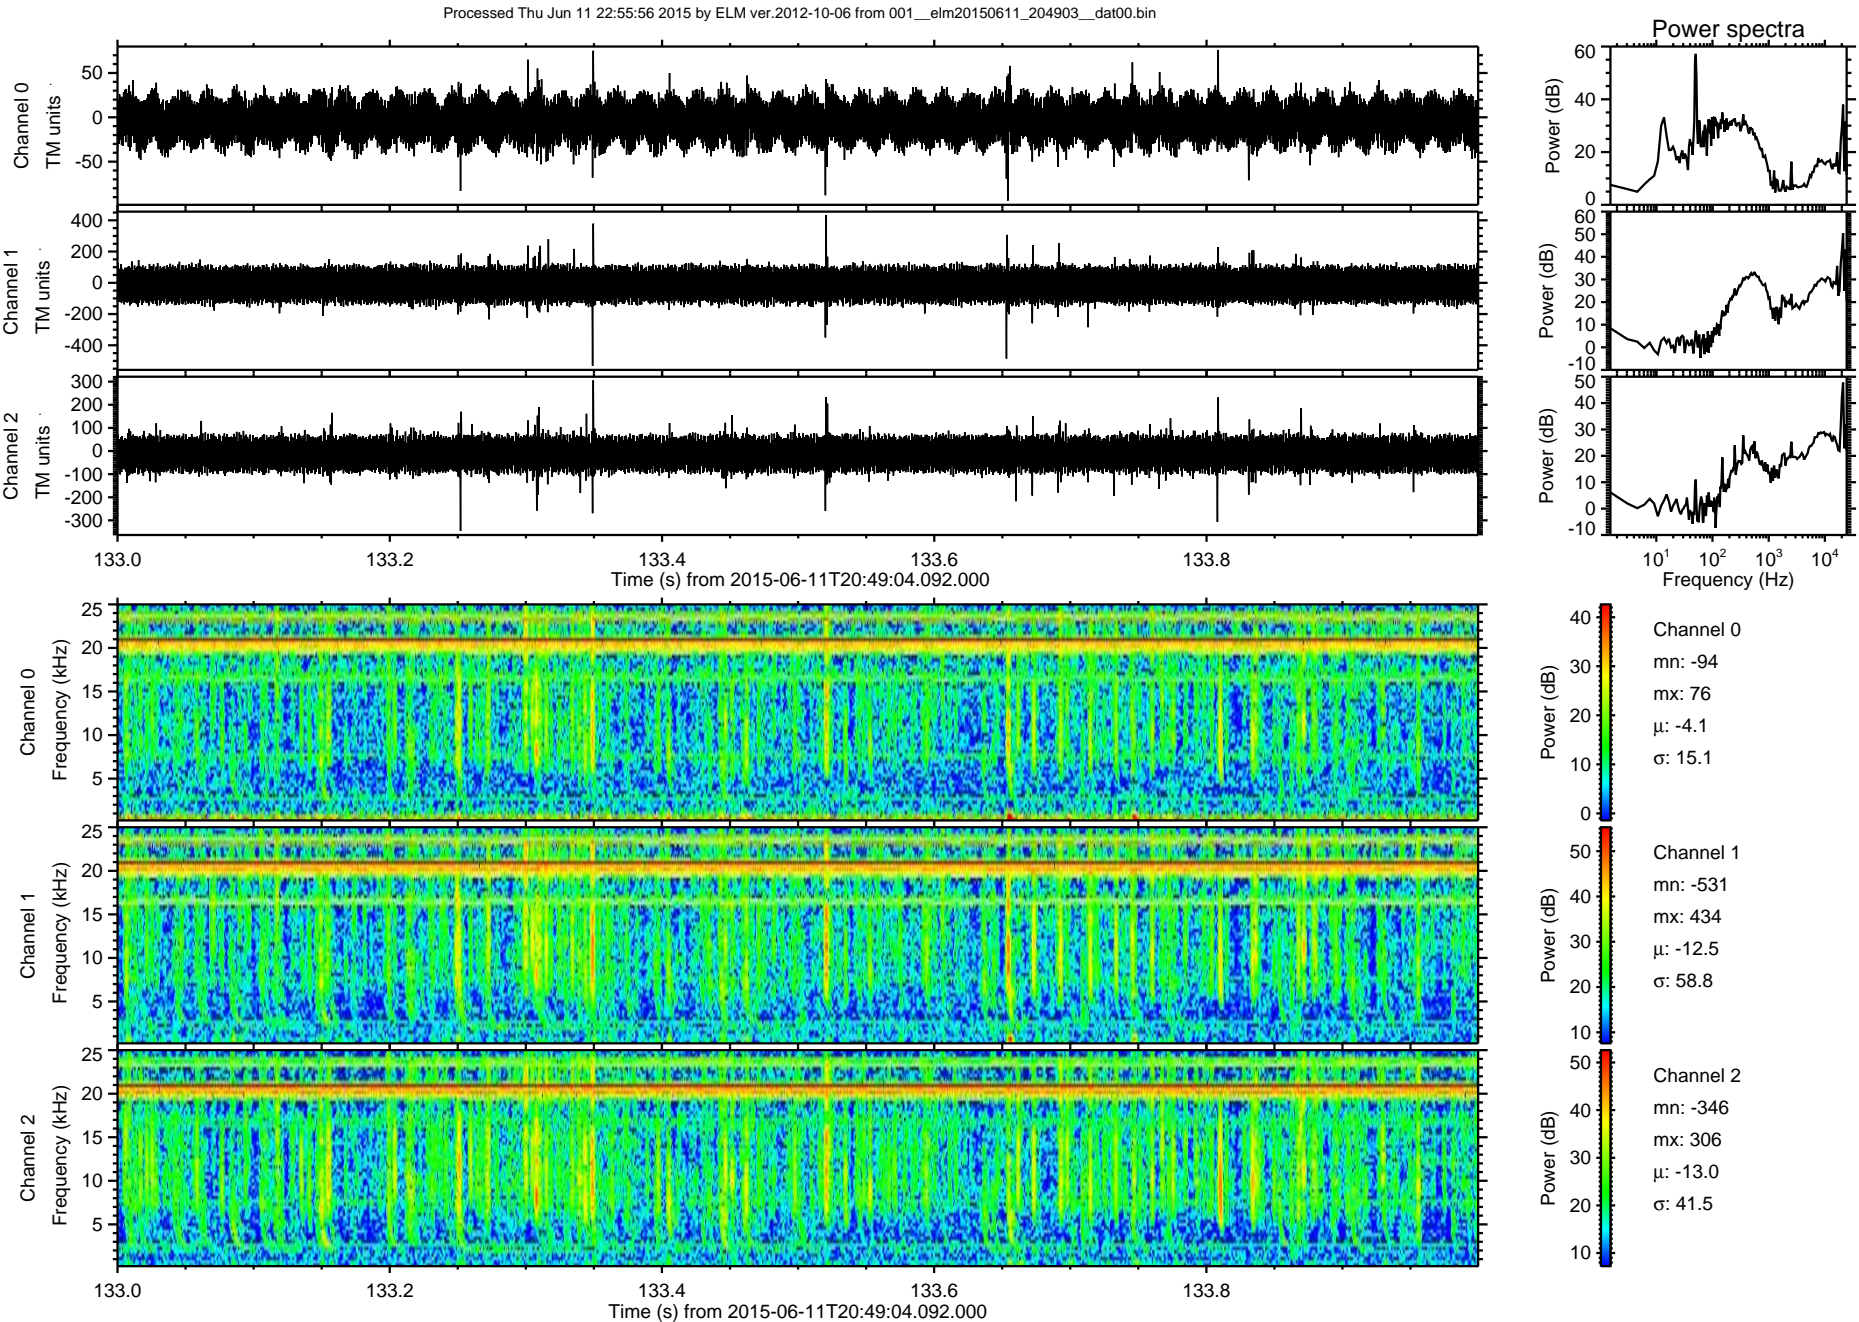 Processed Thu Jun 11 22:55:56 2015 by ELM ver.2012-10-06 from 001__elm20150611_204903__dat00.bin
Power spectra
Channel 0
TM units
50
0
-50
Power (dB)
60
40
20
0
Channel 1
TM units
400
200
0
-200
-400
Power (dB)
60
50
40
30
20
10
0
-10
Channel 2
TM units
300
200
100
0
-100
-200
-300
Power (dB)
50
40
30
20
10
0
-10
133.0 133.2 133.4 133.6 133.8
Time (s) from 2015-06-11T20:49:04.092.000
10^1 10^2 10^3 10^4
Frequency (Hz)
Channel 0
Frequency (kHz)
25
20
15
10
5
Power (dB)
40
30
20
10
0
Channel 0
mn: -94
mx: 76
μ: -4.1
σ: 15.1
Channel 1
Frequency (kHz)
25
20
15
10
5
Power (dB)
50
40
30
20
10
Channel 1
mn: -531
mx: 434
μ: -12.5
σ: 58.8
Channel 2
Frequency (kHz)
25
20
15
10
5
Power (dB)
50
40
30
20
10
Channel 2
mn: -346
mx: 306
μ: -13.0
σ: 41.5
133.0 133.2 133.4 133.6 133.8
Time (s) from 2015-06-11T20:49:04.092.000